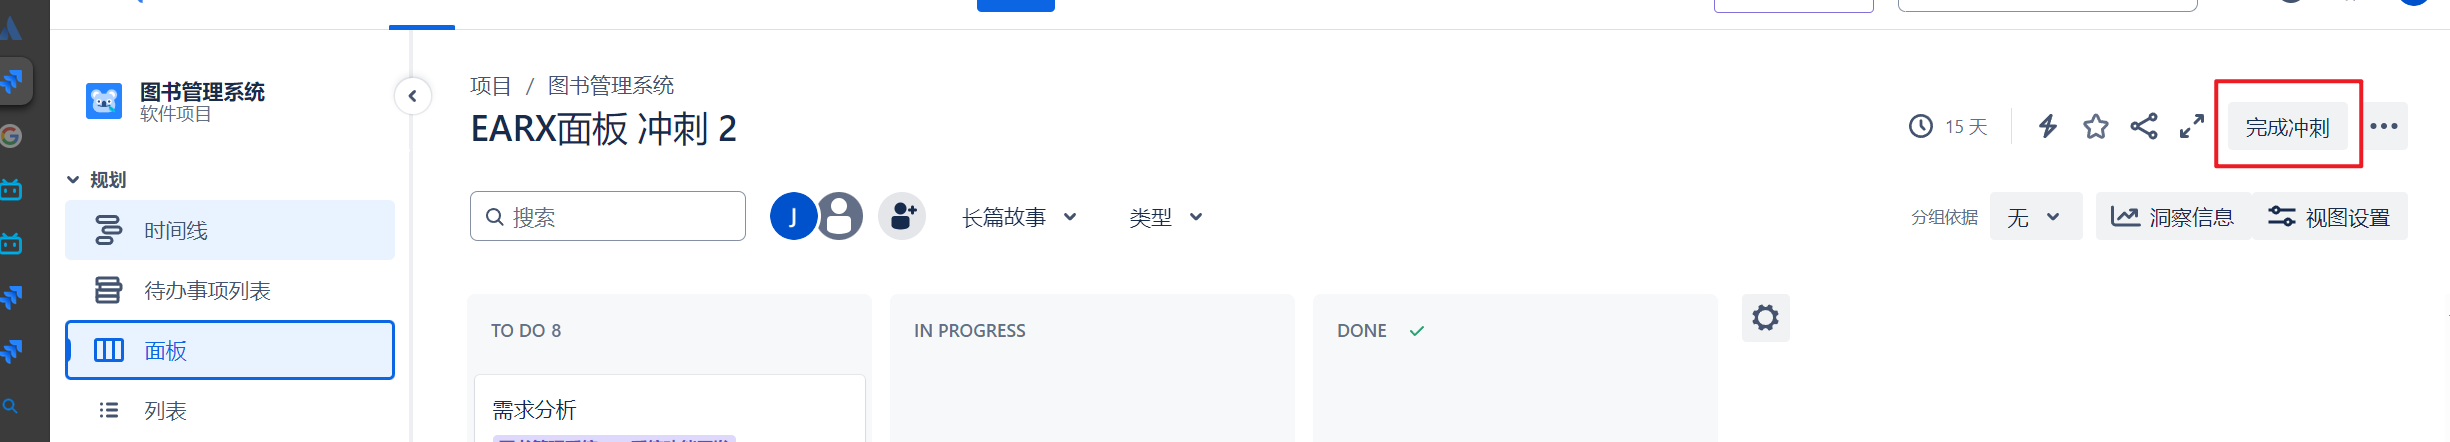 图书管理系统
软件项目
规划
时间线
待办事项列表
面板
列表
项目 / 图书管理系统
EARX面板 冲刺 2
15 天
完成冲刺
搜索
J
长篇故事
类型
分组依据
无
洞察信息
视图设置
TO DO 8
IN PROGRESS
DONE
需求分析